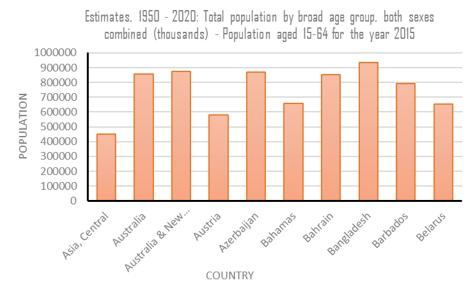 Estimates, 1950 - 2020: Total population by broad age group, both sexes
combined (thousands) - Population aged 15-64 for the year 2015
POPULATION
1000000
900000
800000
700000
600000
500000
400000
300000
200000
100000
0
Asia, Central
Australia
Australia & New...
Austria
Azerbaijan
Bahamas
Bahrain
Bangladesh
Barbados
Belarus
COUNTRY